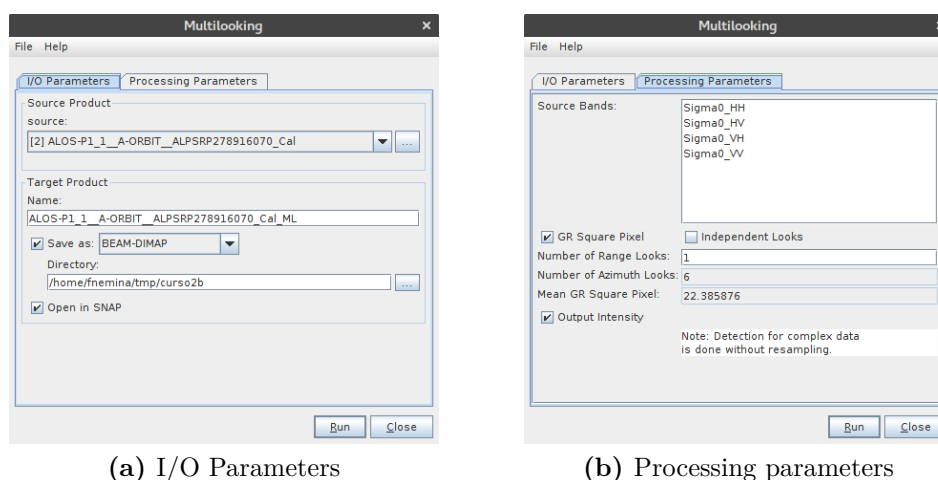 Multilooking ×
File Help
I/O Parameters Processing Parameters
Source Product
source:
[2] ALOS-P1_1__A-ORBIT__ALPSRP278916070_Cal ...
Target Product
Name:
ALOS-P1_1__A-ORBIT__ALPSRP278916070_Cal_ML
Save as: BEAM-DIMAP
Directory:
/home/fnemina/tmp/curso2b ...
Open in SNAP
Run Close
(a) I/O Parameters
Multilooking
File Help
I/O Parameters Processing Parameters
Source Bands:
Sigma0_HH
Sigma0_HV
Sigma0_VH
Sigma0_VV
GR Square Pixel Independent Looks
Number of Range Looks: 1
Number of Azimuth Looks: 6
Mean GR Square Pixel: 22.385876
Output Intensity
Note: Detection for complex data
is done without resampling.
Run Close
(b) Processing parameters